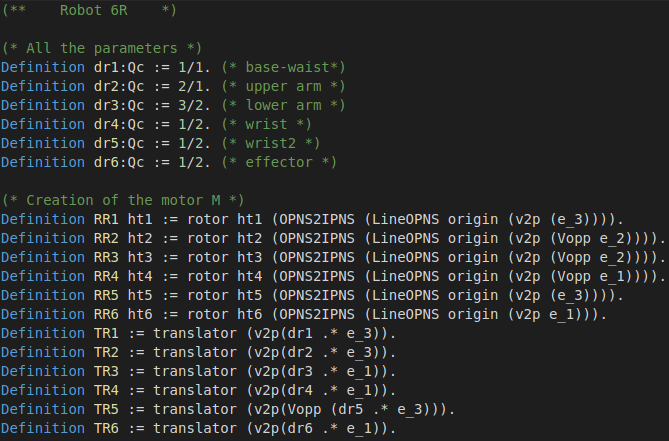 (**    Robot 6R    *)
(* All the parameters *)
Definition dr1:Qc := 1/1. (* base-waist*)
Definition dr2:Qc := 2/1. (* upper arm *)
Definition dr3:Qc := 3/2. (* lower arm *)
Definition dr4:Qc := 1/2. (* wrist *)
Definition dr5:Qc := 1/2. (* wrist2 *)
Definition dr6:Qc := 1/2. (* effector *)
(* Creation of the motor M *)
Definition RR1 ht1 := rotor ht1 (OPNS2IPNS (LineOPNS origin (v2p (e_3)))).
Definition RR2 ht2 := rotor ht2 (OPNS2IPNS (LineOPNS origin (v2p (Vopp e_2)))).
Definition RR3 ht3 := rotor ht3 (OPNS2IPNS (LineOPNS origin (v2p (Vopp e_2)))).
Definition RR4 ht4 := rotor ht4 (OPNS2IPNS (LineOPNS origin (v2p (Vopp e_1)))).
Definition RR5 ht5 := rotor ht5 (OPNS2IPNS (LineOPNS origin (v2p (e_3)))).
Definition RR6 ht6 := rotor ht6 (OPNS2IPNS (LineOPNS origin (v2p e_1))).
Definition TR1 := translator (v2p(dr1 .* e_3)).
Definition TR2 := translator (v2p(dr2 .* e_3)).
Definition TR3 := translator (v2p(dr3 .* e_1)).
Definition TR4 := translator (v2p(dr4 .* e_1)).
Definition TR5 := translator (v2p(Vopp (dr5 .* e_3))).
Definition TR6 := translator (v2p(dr6 .* e_1)).